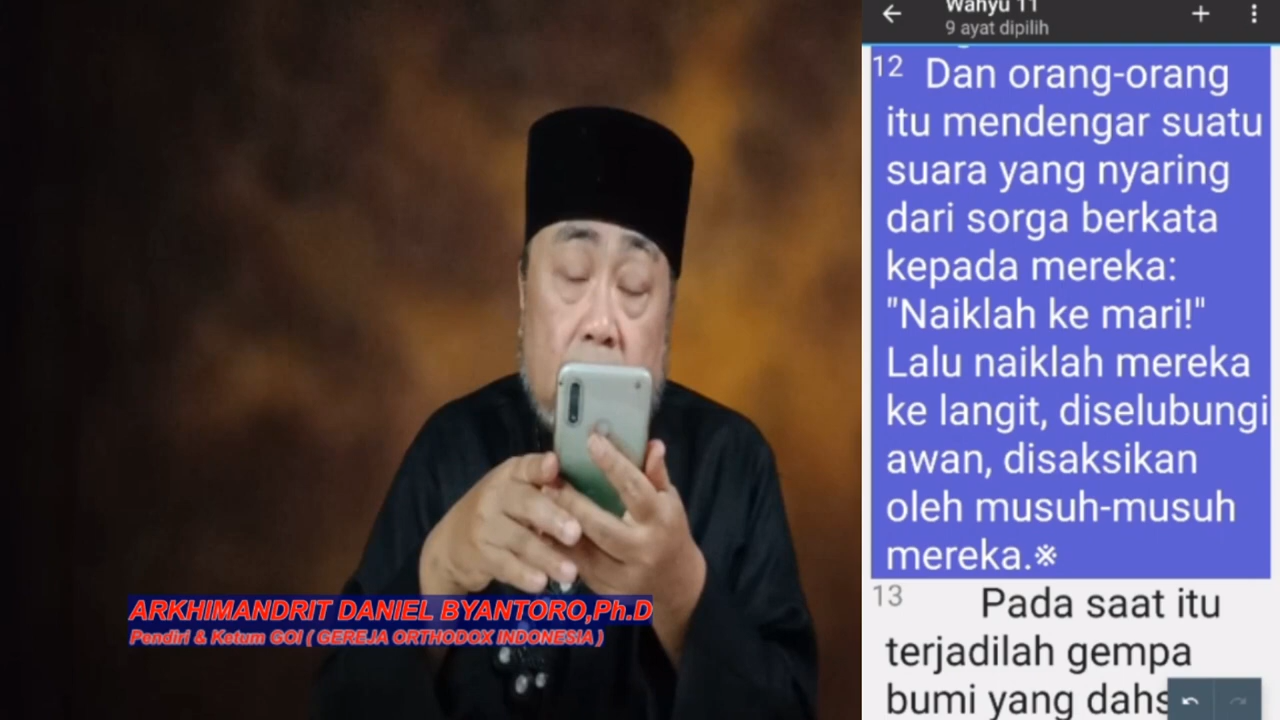 ARKHIMANDRIT DANIEL BYANTORO,Ph.D
Pendiri & Ketum GOI ( GEREJA ORTHODOX INDONESIA )
Wahyu 11
9 ayat dipilih
12 Dan orang-orang
itu mendengar suatu
suara yang nyaring
dari sorga berkata
kepada mereka:
"Naiklah ke mari!"
Lalu naiklah mereka
ke langit, diselubungi
awan, disaksikan
oleh musuh-musuh
mereka.※
13 Pada saat itu
terjadilah gempa
bumi yang dahs